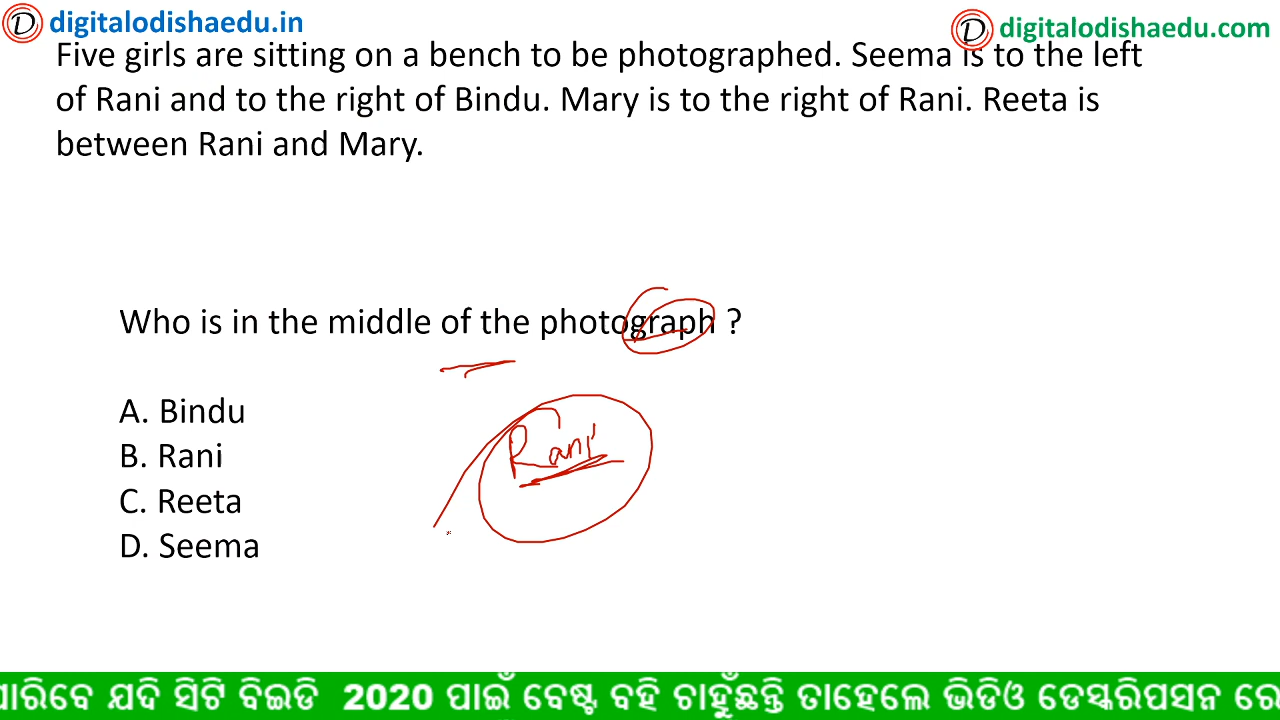 digitalodishaedu.in
digitalodishaedu.com
Five girls are sitting on a bench to be photographed. Seema is to the left
of Rani and to the right of Bindu. Mary is to the right of Rani. Reeta is
between Rani and Mary.
Who is in the middle of the photograph ?
Rani
A. Bindu
B. Rani
C. Reeta
D. Seema
ପାରିବେ ଯଦି ସିଟି ବିଇଡି 2020 ପାଇଁ ବେଷ୍ଟ ବହି ଚାହୁଁଛନ୍ତି ତାହେଲେ ଭିଡିଓ ଡେସ୍କରିପସନ ରେ